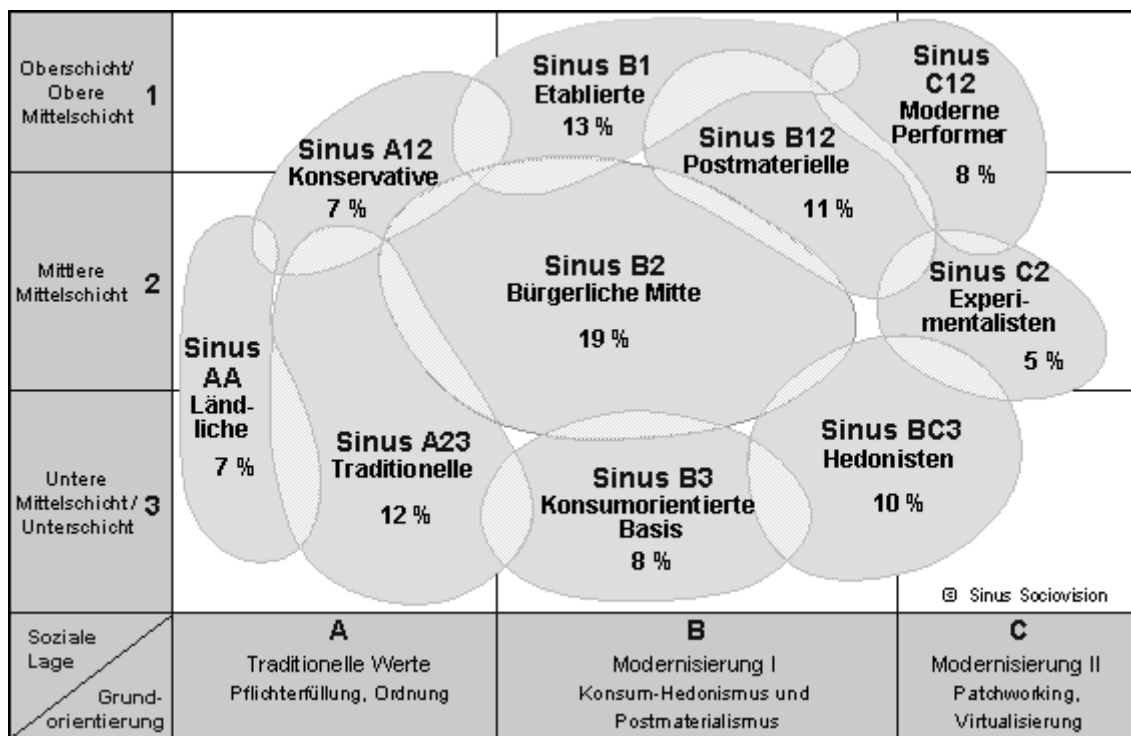 Oberschicht/
Obere
Mittelschicht
1
Mittlere
Mittelschicht
2
Untere
Mittelschicht/
Unterschicht
3
Sinus B1
Etablierte
13 %
Sinus
C12
Moderne
Performer
8 %
Sinus A12
Konservative
7 %
Sinus B12
Postmaterielle
11 %
Sinus B2
Bürgerliche Mitte
19 %
Sinus C2
Experi-
mentalisten
5 %
Sinus
AA
Länd-
liche
7 %
Sinus A23
Traditionelle
12 %
Sinus B3
Konsumorientierte
Basis
8 %
Sinus BC3
Hedonisten
10 %
© Sinus Sociovision
Soziale
Lage
Grund-
orientierung
A
Traditionelle Werte
Pflichterfüllung, Ordnung
B
Modernisierung I
Konsum-Hedonismus und
Postmaterialismus
C
Modernisierung II
Patchworking,
Virtualisierung